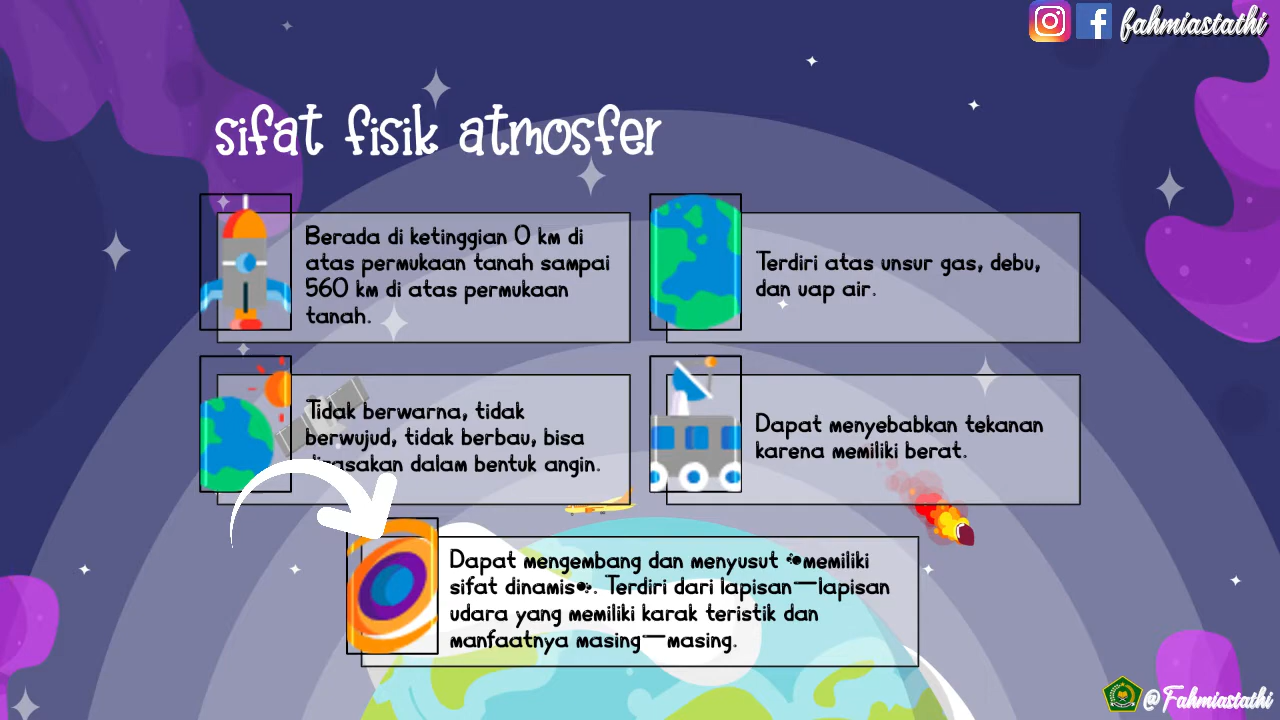 fahmiastathi
sifat fisik atmosfer
Berada di ketinggian 0 km di
atas permukaan tanah sampai
560 km di atas permukaan
tanah.
Terdiri atas unsur gas, debu,
dan uap air.
Tidak berwarna, tidak
berwujud, tidak berbau, bisa
dirasakan dalam bentuk angin.
Dapat menyebabkan tekanan
karena memiliki berat.
Dapat mengembang dan menyusut memiliki
sifat dinamis. Terdiri dari lapisan—lapisan
udara yang memiliki karak teristik dan
manfaatnya masing—masing.
@Fahmiastathi